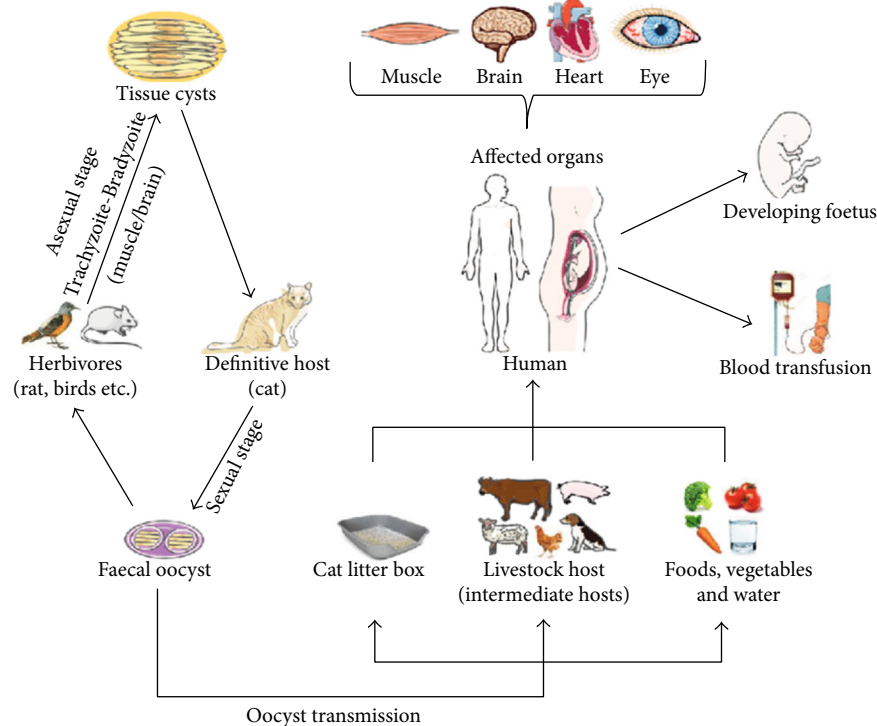 Muscle
Brain
Heart
Eye
Tissue cysts
Affected organs
Asexual stage
Trachyzoite-Bradyzoite
(muscle/brain)
Developing foetus
Herbivores
(rat, birds etc.)
Definitive host
(cat)
Human
Blood transfusion
Sexual stage
Faecal oocyst
Cat litter box
Livestock host
(intermediate hosts)
Foods, vegetables
and water
Oocyst transmission